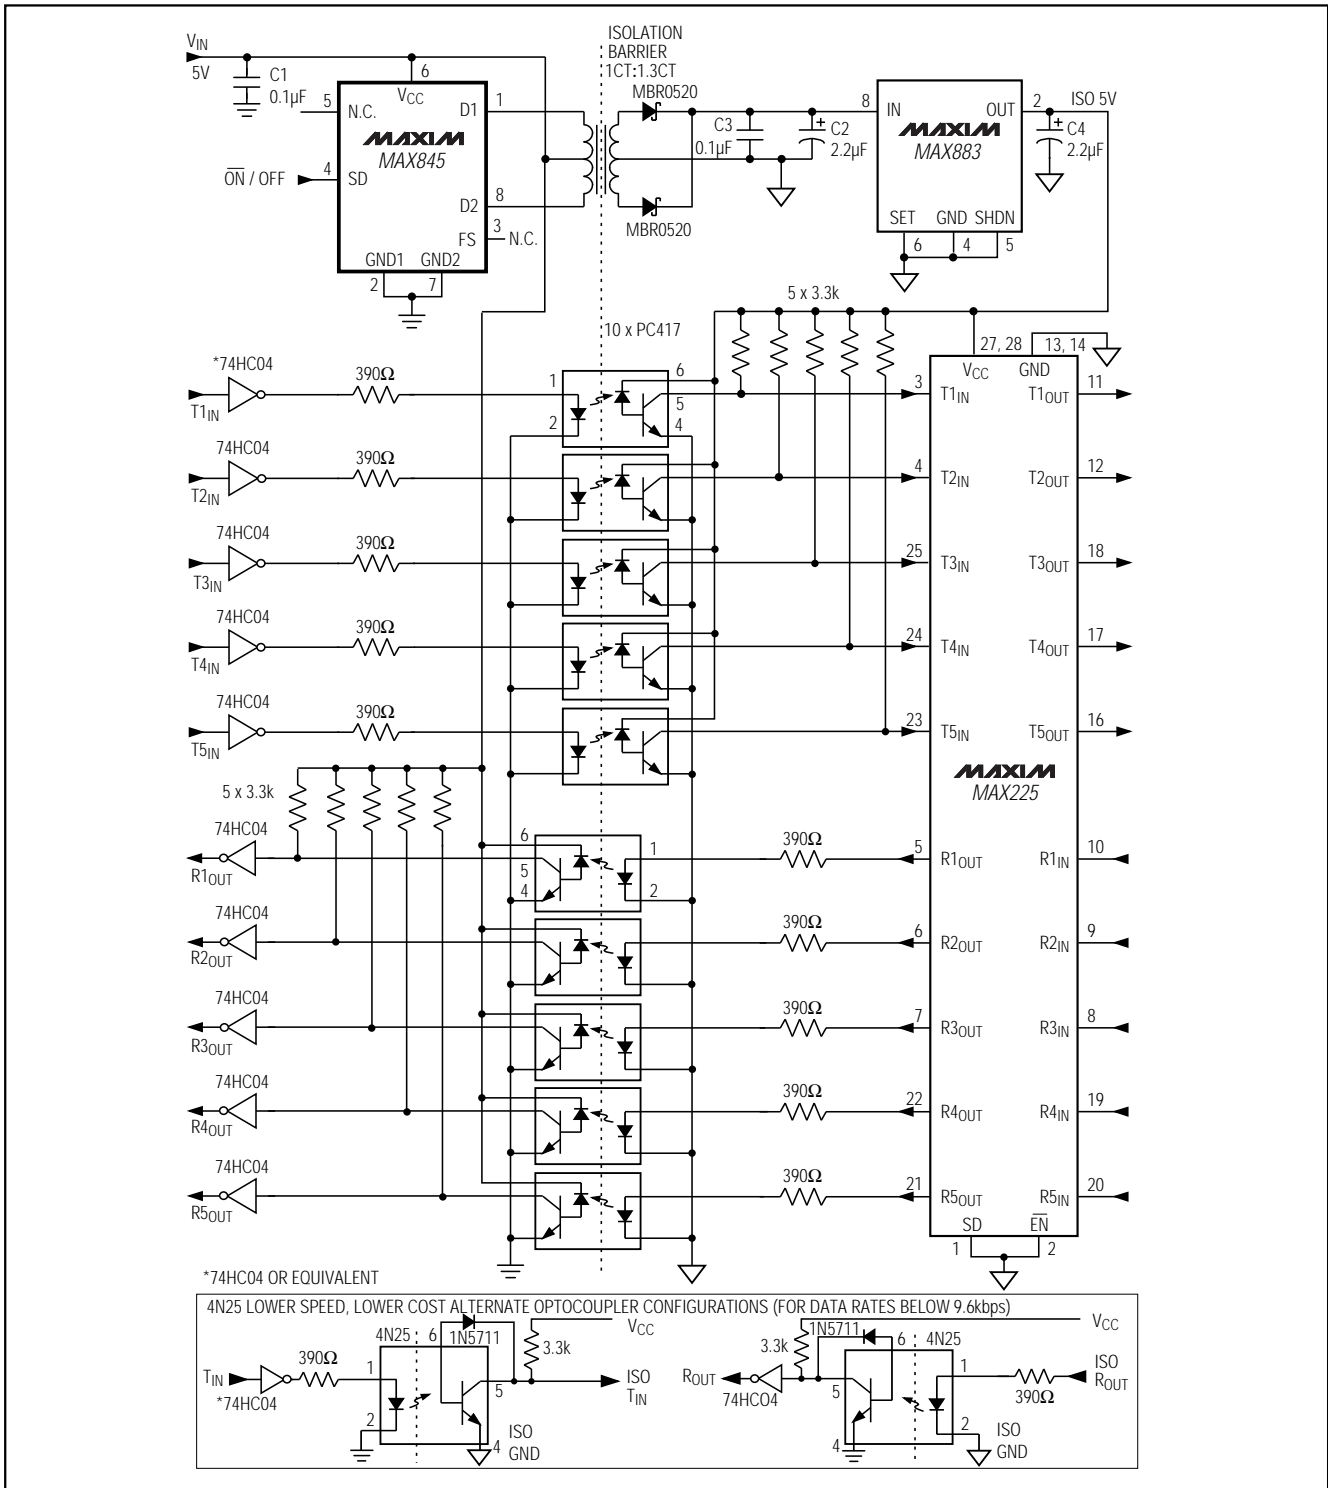 ISOLATION
BARRIER
1CT:1.3CT
VIN
5V
C1
0.1µF
5
N.C.
6
VCC
D1
1
MAXIM
MAX845
ON / OFF
4
SD
D2
8
FS
3
N.C.
GND1
GND2
2
7
MBR0520
C3
0.1µF
C2
2.2µF
MBR0520
8
IN
OUT
2
ISO 5V
MAXIM
MAX883
C4
2.2µF
SET
GND
SHDN
6
4
5
5 x 3.3k
10 x PC417
27, 28
13, 14
VCC
GND
*74HC04
390Ω
T1IN
1
2
6
5
4
3
T1IN
T1OUT
11
74HC04
390Ω
T2IN
4
T2IN
T2OUT
12
74HC04
390Ω
T3IN
25
T3IN
T3OUT
18
74HC04
390Ω
T4IN
24
T4IN
T4OUT
17
74HC04
390Ω
T5IN
23
T5IN
T5OUT
16
MAXIM
MAX225
5 x 3.3k
74HC04
R1OUT
6
5
4
1
2
390Ω
5
R1OUT
R1IN
10
74HC04
R2OUT
390Ω
6
R2OUT
R2IN
9
74HC04
R3OUT
390Ω
7
R3OUT
R3IN
8
74HC04
R4OUT
390Ω
22
R4OUT
R4IN
19
74HC04
R5OUT
390Ω
21
R5OUT
R5IN
20
SD
EN
1
2
*74HC04 OR EQUIVALENT
4N25 LOWER SPEED, LOWER COST ALTERNATE OPTOCOUPLER CONFIGURATIONS (FOR DATA RATES BELOW 9.6kbps)
TIN
*74HC04
390Ω
4N25
1
2
6
1N5711
5
4
3.3k
VCC
ISO
TIN
ISO
GND
ROUT
74HCO4
3.3k
1N5711
6
4N25
5
4
1
2
VCC
390Ω
ISO
ROUT
ISO
GND